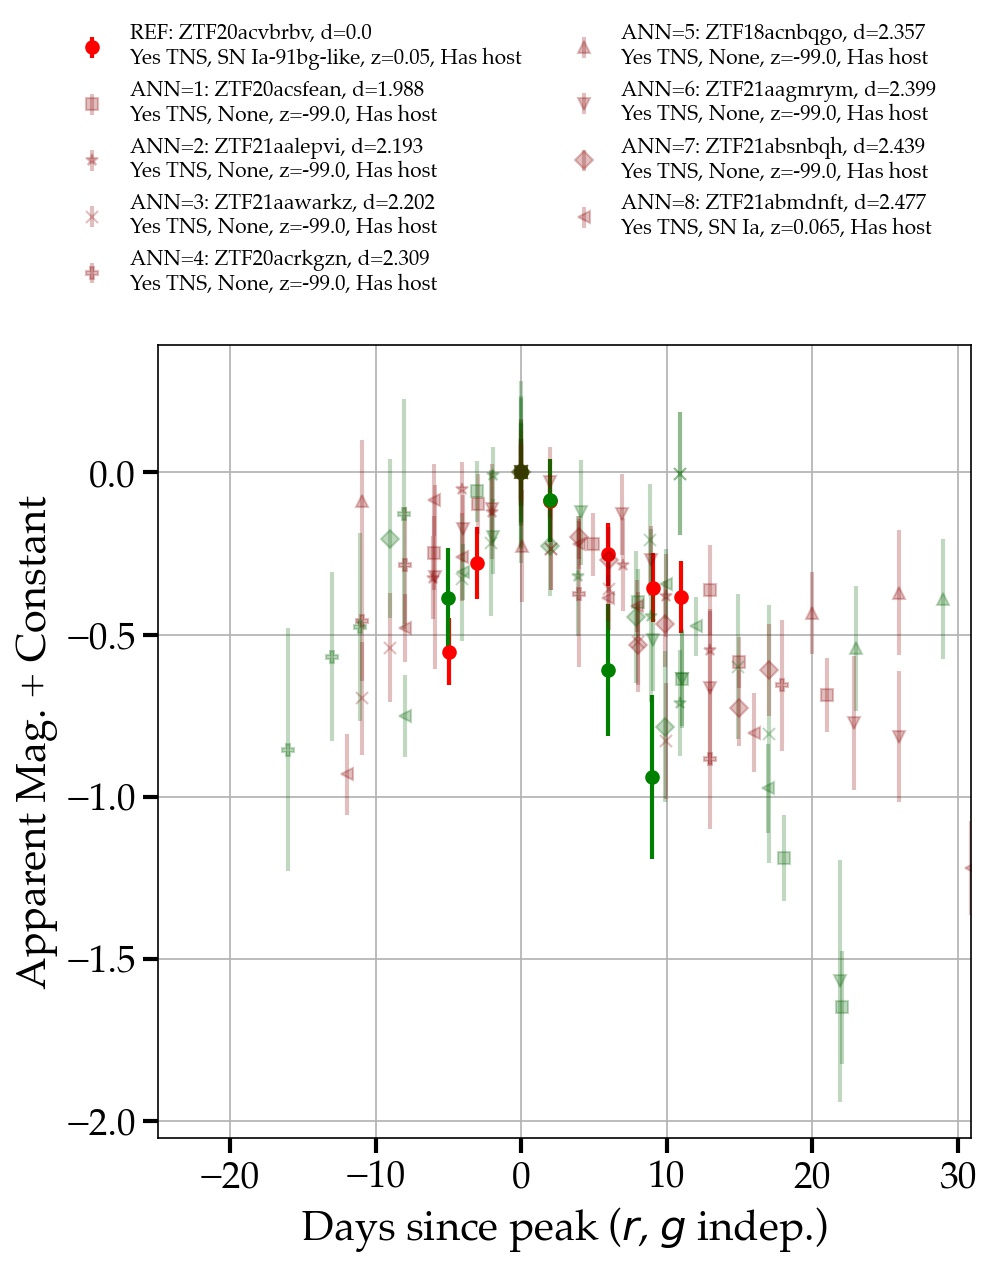 REF: ZTF20acvbrbv, d=0.0
Yes TNS, SN Ia-91bg-like, z=0.05, Has host
ANN=1: ZTF20acsfean, d=1.988
Yes TNS, None, z=-99.0, Has host
ANN=2: ZTF21aalepvi, d=2.193
Yes TNS, None, z=-99.0, Has host
ANN=3: ZTF21aawarkz, d=2.202
Yes TNS, None, z=-99.0, Has host
ANN=4: ZTF20acrkgzn, d=2.309
Yes TNS, None, z=-99.0, Has host
ANN=5: ZTF18acnbqgo, d=2.357
Yes TNS, None, z=-99.0, Has host
ANN=6: ZTF21aagmrym, d=2.399
Yes TNS, None, z=-99.0, Has host
ANN=7: ZTF21absnbqh, d=2.439
Yes TNS, None, z=-99.0, Has host
ANN=8: ZTF21abmdnft, d=2.477
Yes TNS, SN Ia, z=0.065, Has host
Apparent Mag. + Constant
0.0
−0.5
−1.0
−1.5
−2.0
−20 −10 0 10 20 30
Days since peak (r, g indep.)